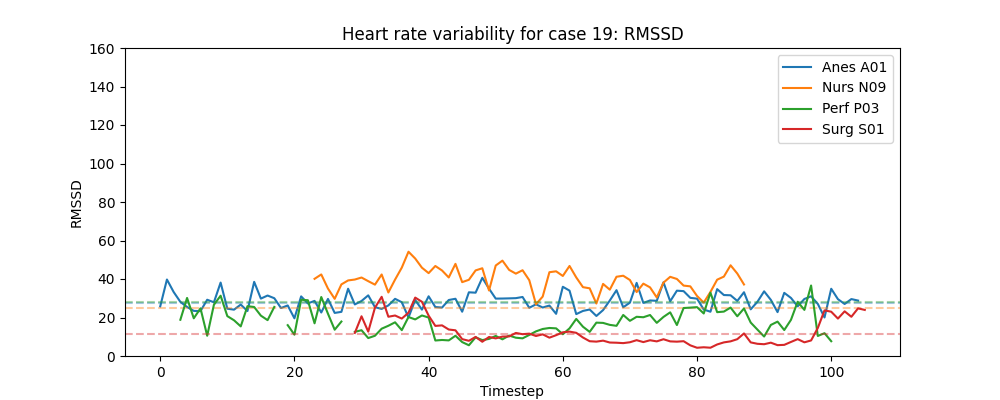 Heart rate variability for case 19: RMSSD
160
140
120
100
80
60
40
20
0
RMSSD
0
20
40
60
80
100
Timestep
Anes A01
Nurs N09
Perf P03
Surg S01